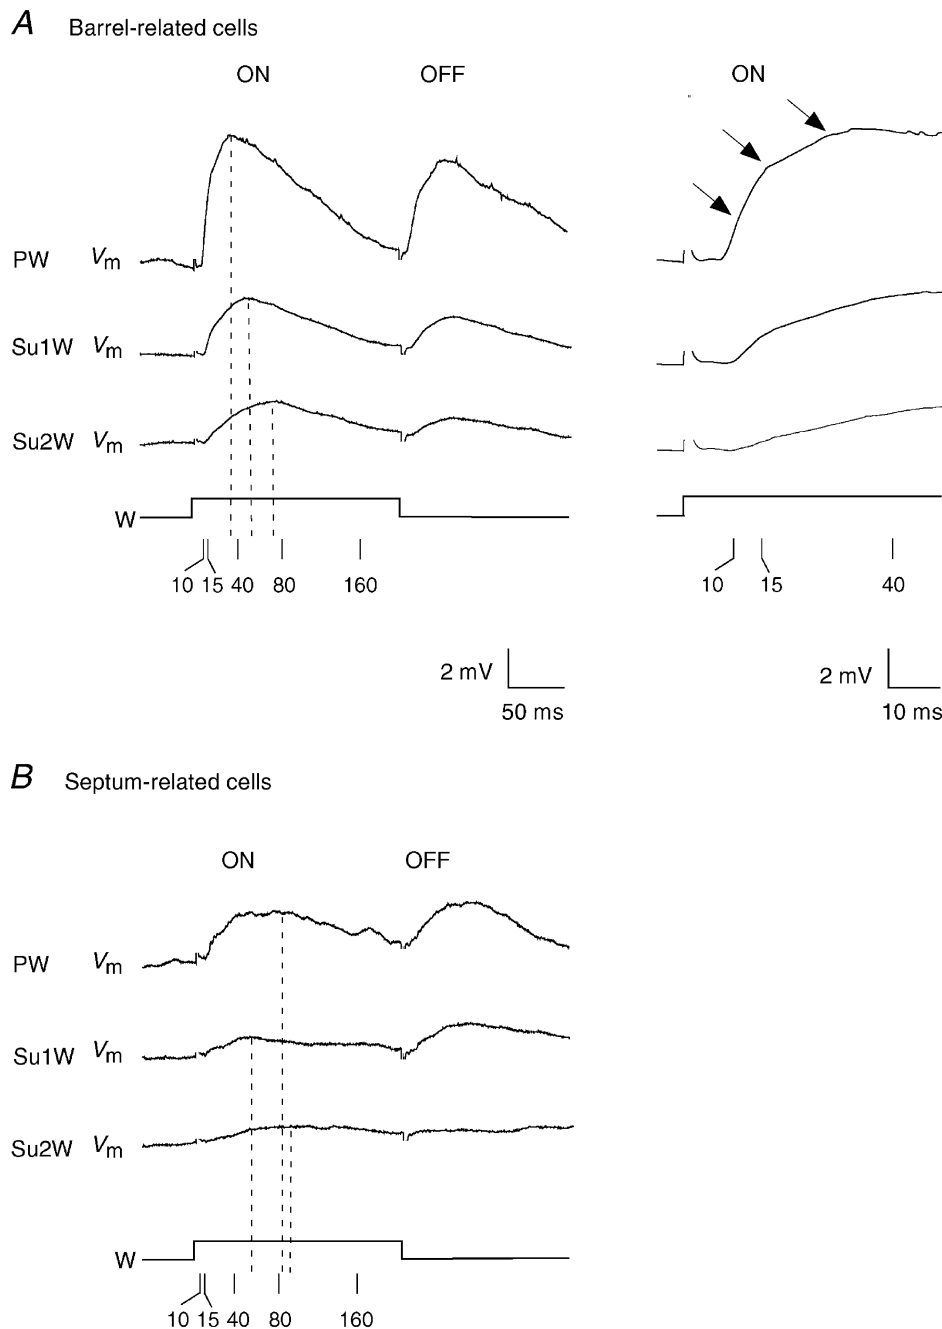 A Barrel-related cells
ON OFF ON
PW Vm
Su1W Vm
Su2W Vm
W
10 15 40 80 160 10 15 40
2 mV 2 mV
50 ms 10 ms
B Septum-related cells
ON OFF
PW Vm
Su1W Vm
Su2W Vm
W
10 15 40 80 160